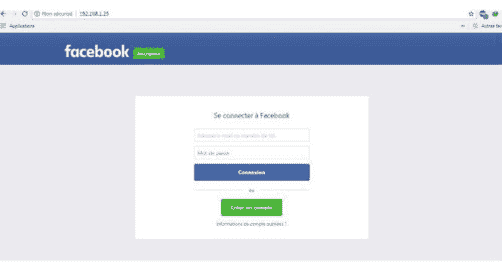 Non sécurisé | 192.168.1.15
Applications
facebook
Se connecter à Facebook
Mot de passe
Connexion
ou
Créer un compte
Informations de compte oubliées ?